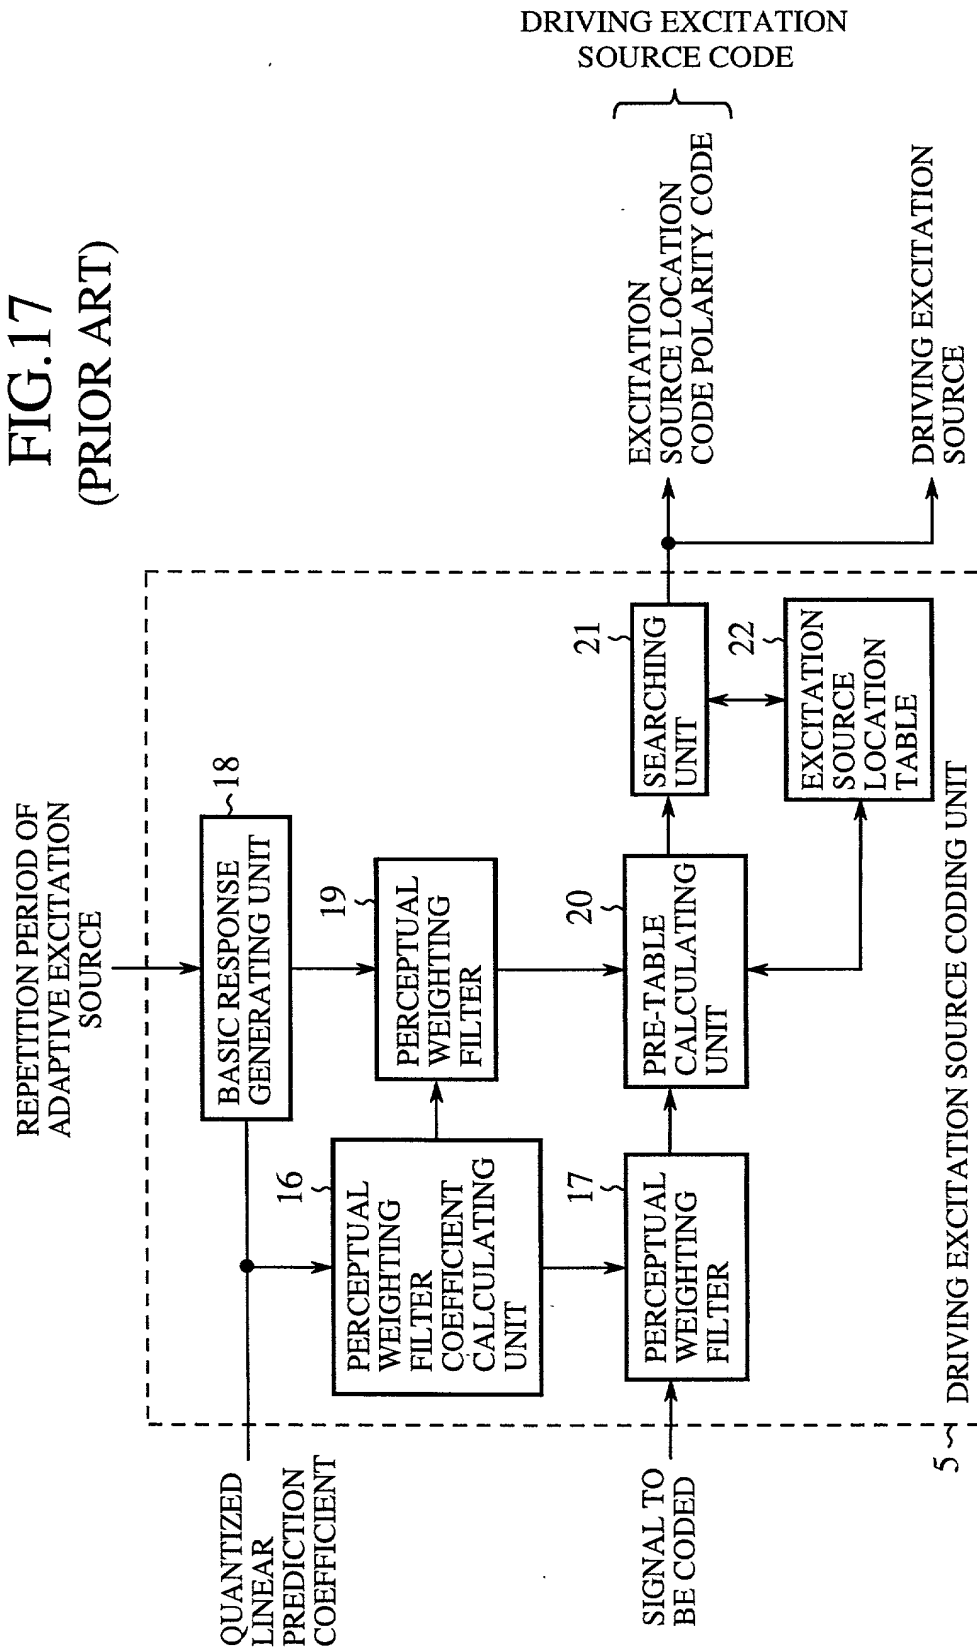 FIG.17
(PRIOR ART)
REPETITION PERIOD OF
ADAPTIVE EXCITATION
SOURCE
QUANTIZED
LINEAR
PREDICTION
COEFFICIENT
18
BASIC RESPONSE
GENERATING UNIT
16
PERCEPTUAL
WEIGHTING
FILTER
COEFFICIENT
CALCULATING
UNIT
19
PERCEPTUAL
WEIGHTING
FILTER
SIGNAL TO
BE CODED
17
PERCEPTUAL
WEIGHTING
FILTER
20
PRE-TABLE
CALCULATING
UNIT
21
SEARCHING
UNIT
22
EXCITATION
SOURCE
LOCATION
TABLE
EXCITATION
SOURCE LOCATION
CODE POLARITY CODE
DRIVING EXCITATION
SOURCE CODE
DRIVING EXCITATION
SOURCE
5
DRIVING EXCITATION SOURCE CODING UNIT